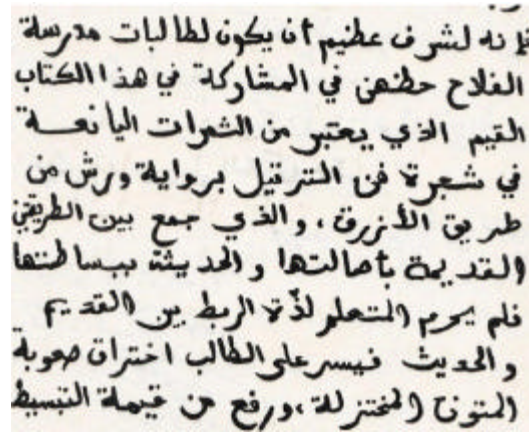 فإنه لشرف عظيم أن يكون لطالبات مدرسة
الفلاح حظهن في المشاركة في هذا الكتاب
القيم الذي يعتبر من الثمرات اليانعة
في شجرة فن الترتيل برواية ورش من
طريق الأزرق، والذي جمع بين الطريقتين
القديمة بأصالتها والحديثة ببساطتها
فلم يحرم المتعلم لذّة الربط بين القديم
والحديث فيسر على الطالب اختراق صعوبة
المتون المختزلة، ورفع من قيمة التبسيط